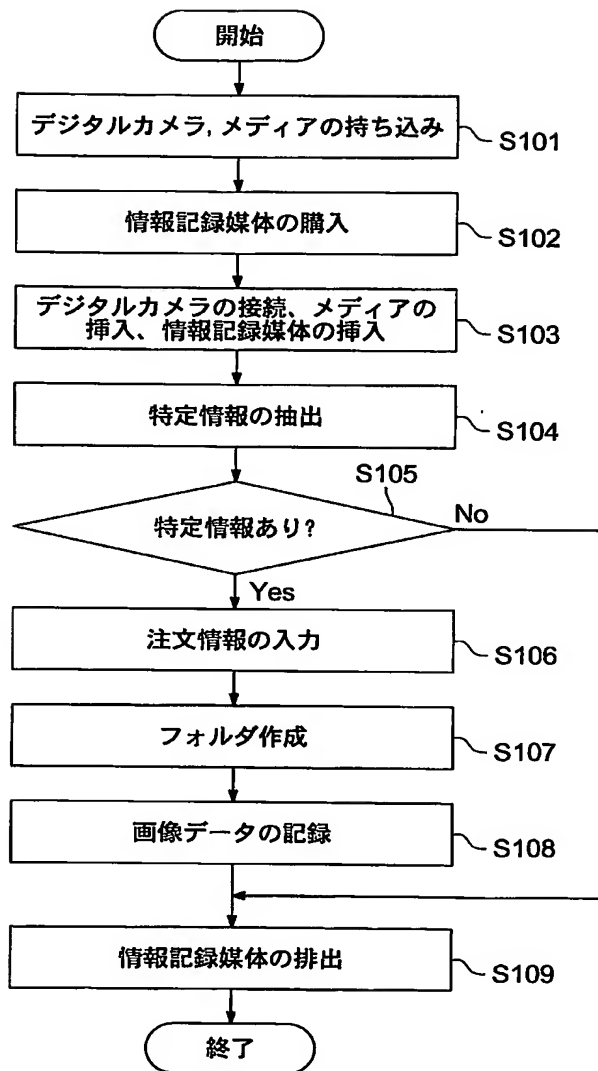 開始
デジタルカメラ, メディアの持ち込み
S101
情報記録媒体の購入
S102
デジタルカメラの接続、メディアの
挿入、情報記録媒体の挿入
S103
特定情報の抽出
S104
S105
特定情報あり?
No
Yes
注文情報の入力
S106
フォルダ作成
S107
画像データの記録
S108
情報記録媒体の排出
S109
終了